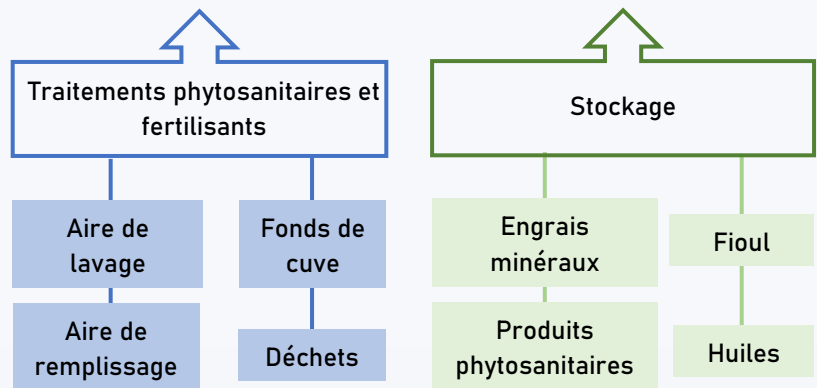 Traitements phytosanitaires et
fertilisants
Aire de
lavage
Fonds de
cuve
Aire de
remplissage
Déchets
Stockage
Engrais
minéraux
Fioul
Produits
phytosanitaires
Huiles